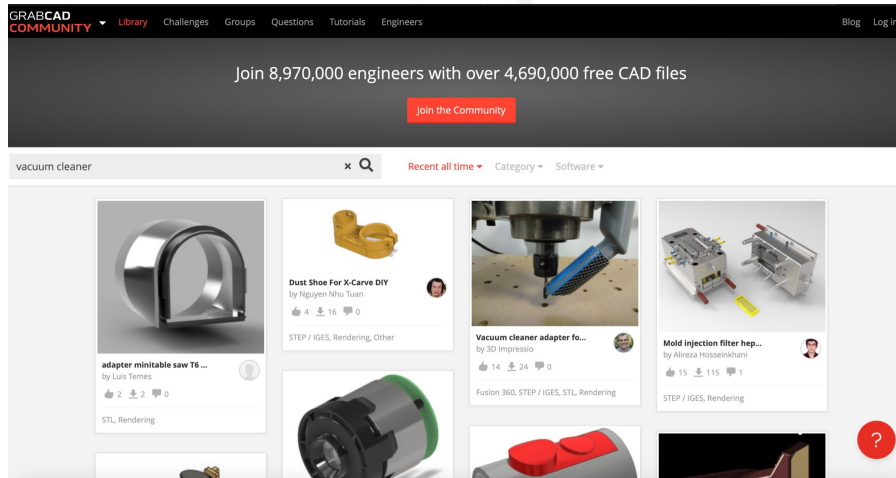 GRABCAD
COMMUNITY
Library Challenges Groups Questions Tutorials Engineers
Blog Log in
Join 8,970,000 engineers with over 4,690,000 free CAD files
Join the Community
vacuum cleaner
Recent all time Category Software
adapter minitable saw T6 ...
by Luis Temes
2 2 0
STL, Rendering
Dust Shoe For X-Carve DIY
by Nguyen Nhu Tuan
4 16 0
STEP / IGES, Rendering, Other
Vacuum cleaner adapter fo...
by 3D Impressio
14 24 0
Fusion 360, STEP / IGES, STL, Rendering
Mold injection filter hep...
by Alireza Hosseinkhani
15 115 1
STEP / IGES, Rendering
?